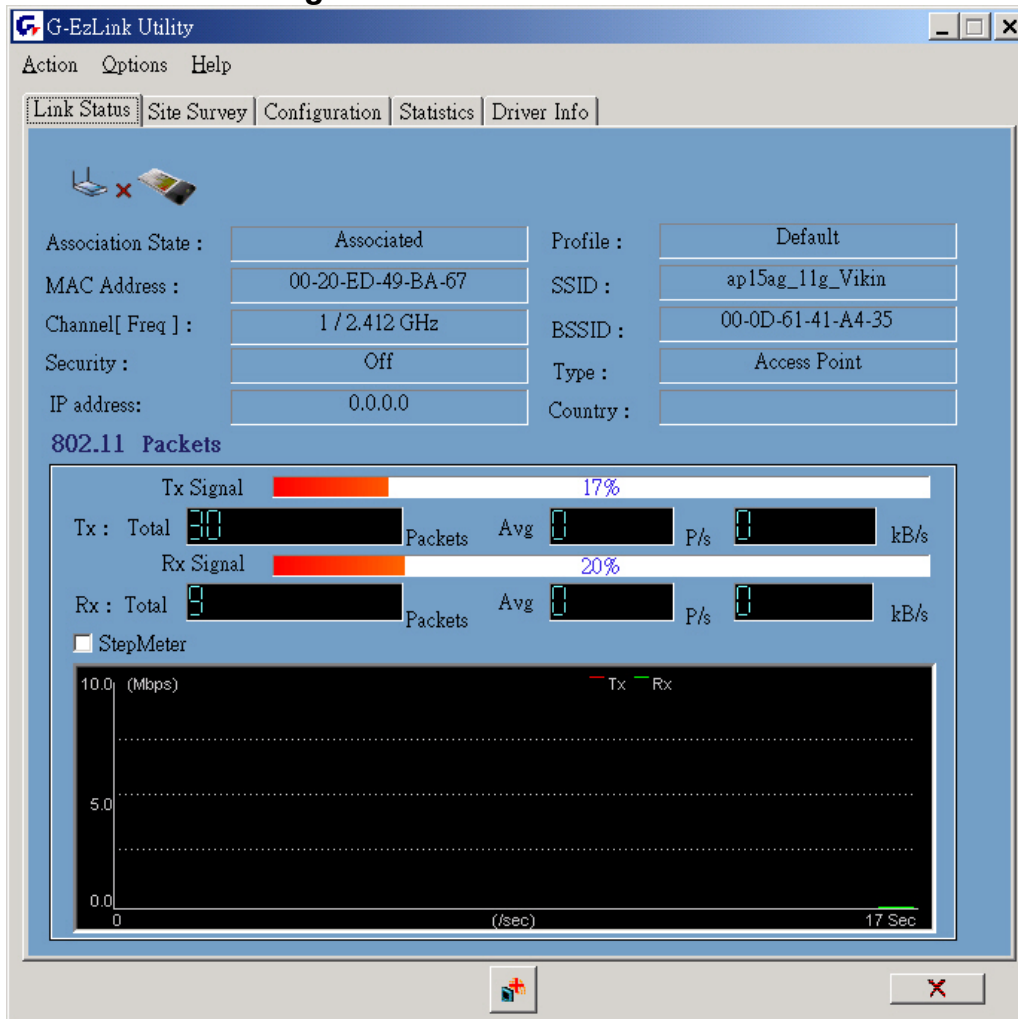 G-EzLink Utility
Action Options Help
Link Status Site Survey Configuration Statistics Driver Info
Association State : Associated Profile : Default
MAC Address : 00-20-ED-49-BA-67 SSID : ap15ag_11g_Vikin
Channel[ Freq ] : 1 / 2.412 GHz BSSID : 00-0D-61-41-A4-35
Security : Off Type : Access Point
IP address: 0.0.0.0 Country :
802.11 Packets
Tx Signal 17%
Tx : Total 30 Packets Avg 0 P/s 0 kB/s
Rx Signal 20%
Rx : Total 9 Packets Avg 0 P/s 0 kB/s
StepMeter
10.0 (Mbps) Tx Rx
5.0
0.0
0 (/sec) 17 Sec